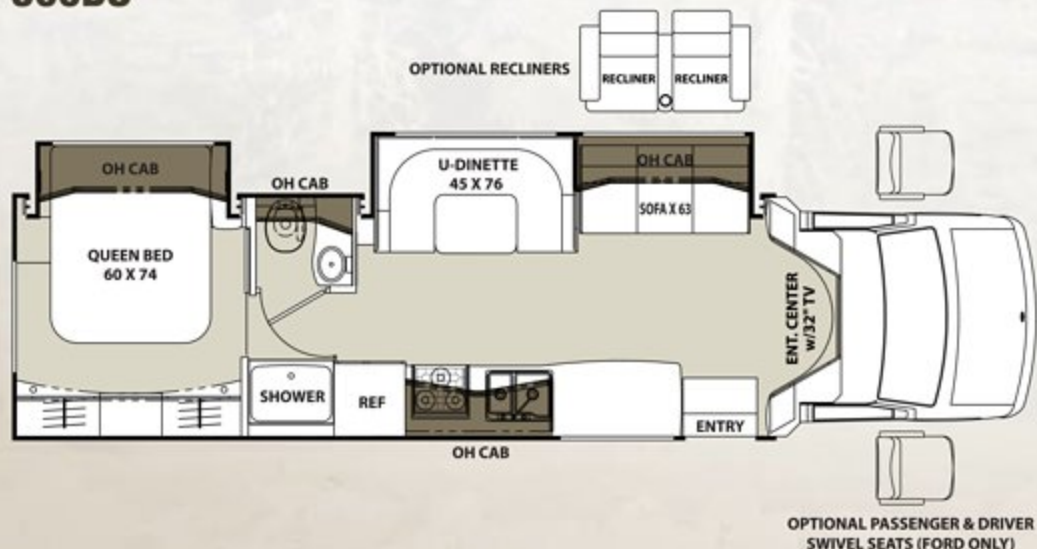 OPTIONAL RECLINERS
RECLINER RECLINER
OH CAB
OH CAB
U-DINETTE
45 X 76
OH CAB
SOFA X 63
QUEEN BED
60 X 74
ENT. CENTER
w/32" TV
SHOWER
REF
ENTRY
OH CAB
OPTIONAL PASSENGER & DRIVER
SWIVEL SEATS (FORD ONLY)